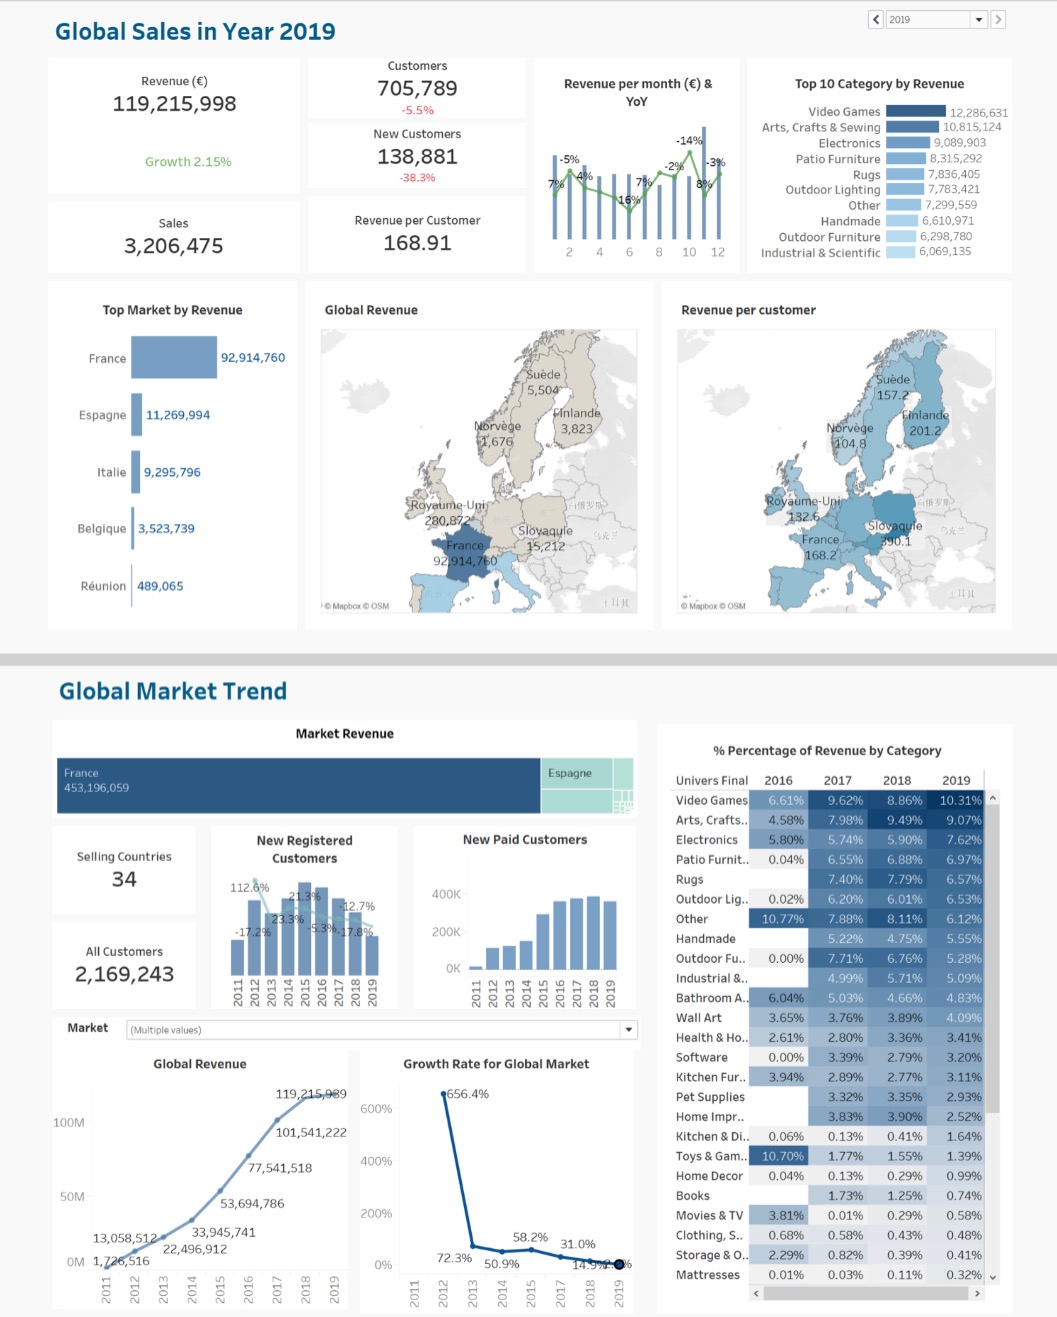 Global Sales in Year 2019
2019
Revenue (€)
119,215,998
Growth 2.15%
Sales
3,206,475
Customers
705,789
-5.5%
New Customers
138,881
-38.3%
Revenue per Customer
168.91
Revenue per month (€) &
YoY
7%
-5%
4%
16%
7%
-2%
-14%
8%
-3%
2 4 6 8 10 12
Top 10 Category by Revenue
Video Games 12,286,631
Arts, Crafts & Sewing 10,815,124
Electronics 9,089,903
Patio Furniture 8,315,292
Rugs 7,836,405
Outdoor Lighting 7,783,421
Other 7,299,559
Handmade 6,610,971
Outdoor Furniture 6,298,780
Industrial & Scientific 6,069,135
Top Market by Revenue
France 92,914,760
Espagne 11,269,994
Italie 9,295,796
Belgique 3,523,739
Réunion 489,065
Global Revenue
Suède
5,504
Finlande
3,823
Norvège
1,676
Royaume-Uni
280,872
白俄罗斯
Slovaquie
15,212
乌克兰
France
92,914,760
土耳其
© Mapbox © OSM
Revenue per customer
Suède
157.2
Finlande
201.2
Norvège
104.8
Royaume-Uni
132.6
白俄罗斯
Slovaquie
390.1
乌克兰
France
168.2
土耳其
© Mapbox © OSM
Global Market Trend
Market Revenue
France
453,196,059
Espagne
Selling Countries
34
All Customers
2,169,243
New Registered
Customers
112.6%
-17.2%
23.3%
21.3%
-5.3%
-17.8%
-12.7%
2011 2012 2013 2014 2015 2016 2017 2018 2019
New Paid Customers
400K
200K
0K
2011 2012 2013 2014 2015 2016 2017 2018 2019
Market
(Multiple values)
Global Revenue
100M
50M
0M
1,726,516
13,058,512
22,496,912
33,945,741
53,694,786
77,541,518
101,541,222
119,215,989
2011 2012 2013 2014 2015 2016 2017 2018 2019
Growth Rate for Global Market
600%
400%
200%
0%
656.4%
72.3%
50.9%
58.2%
31.0%
14.9%
2011 2012 2013 2014 2015 2016 2017 2018 2019
% Percentage of Revenue by Category
Univers Final 2016 2017 2018 2019
Video Games 6.61% 9.62% 8.86% 10.31%
Arts, Crafts.. 4.58% 7.98% 9.49% 9.07%
Electronics 5.80% 5.74% 5.90% 7.62%
Patio Furnit.. 0.04% 6.55% 6.88% 6.97%
Rugs 7.40% 7.79% 6.57%
Outdoor Lig.. 0.02% 6.20% 6.01% 6.53%
Other 10.77% 7.88% 8.11% 6.12%
Handmade 5.22% 4.75% 5.55%
Outdoor Fu.. 0.00% 7.71% 6.76% 5.28%
Industrial &.. 4.99% 5.71% 5.09%
Bathroom A.. 6.04% 5.03% 4.66% 4.83%
Wall Art 3.65% 3.76% 3.89% 4.09%
Health & Ho.. 2.61% 2.80% 3.36% 3.41%
Software 0.00% 3.39% 2.79% 3.20%
Kitchen Fur.. 3.94% 2.89% 2.77% 3.11%
Pet Supplies 3.32% 3.35% 2.93%
Home Impr.. 3.83% 3.90% 2.52%
Kitchen & Di.. 0.06% 0.13% 0.41% 1.64%
Toys & Gam.. 10.70% 1.77% 1.55% 1.39%
Home Decor 0.04% 0.13% 0.29% 0.99%
Books 1.73% 1.25% 0.74%
Movies & TV 3.81% 0.01% 0.29% 0.58%
Clothing, S.. 0.68% 0.58% 0.43% 0.48%
Storage & O.. 2.29% 0.82% 0.39% 0.41%
Mattresses 0.01% 0.03% 0.11% 0.32%